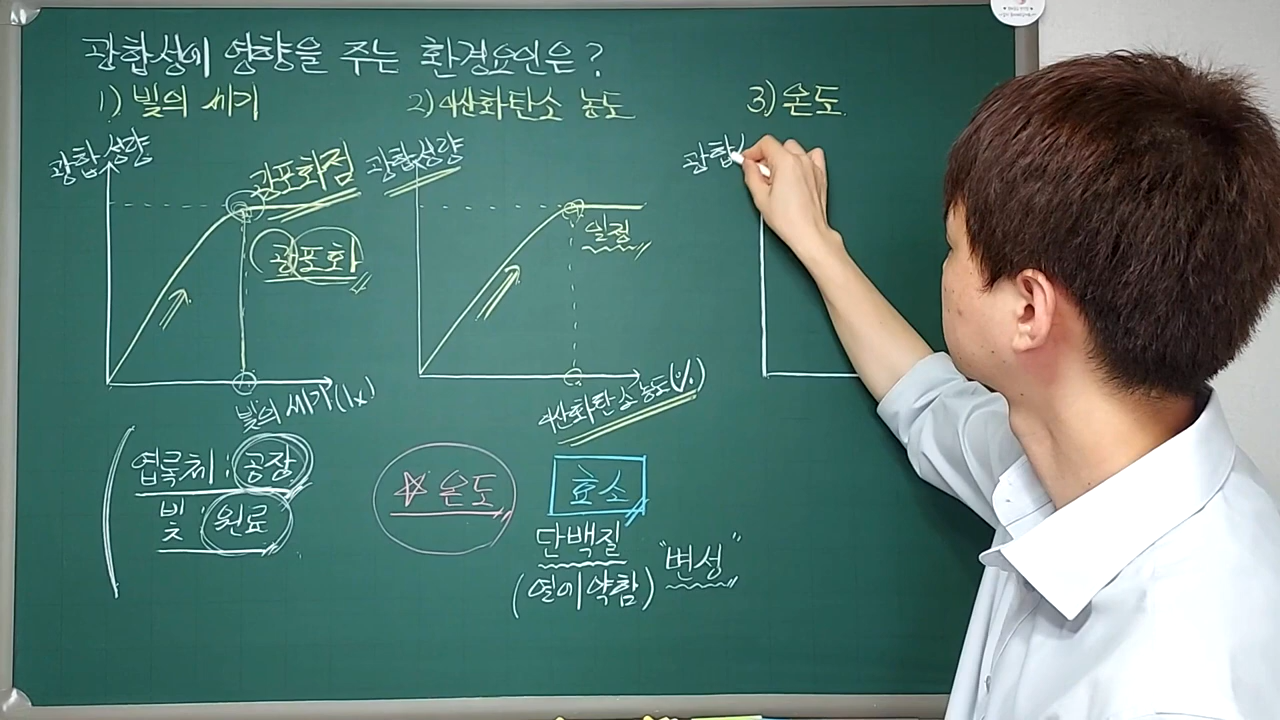 광합성에 영향을 주는 환경요인은?
1) 빛의 세기
2) 이산화탄소 농도
3) 온도
광합성량
광포화점
광포화
빛의 세기(lx)
광합성량
일정
이산화탄소 농도(%)
광합
엽록체 : 공장
빛 : 원료
☆ 온도
효소
단백질
(열에 약함)
"변성"